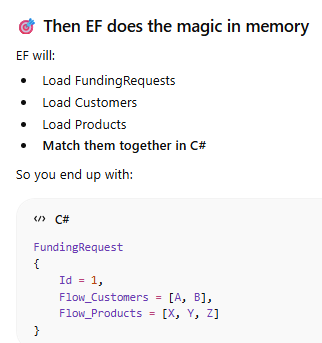 🎯 Then EF does the magic in memory
EF will:
• Load FundingRequests
• Load Customers
• Load Products
• Match them together in C#
So you end up with:
</> C#
FundingRequest
{
    Id = 1,
    Flow_Customers = [A, B],
    Flow_Products = [X, Y, Z]
}